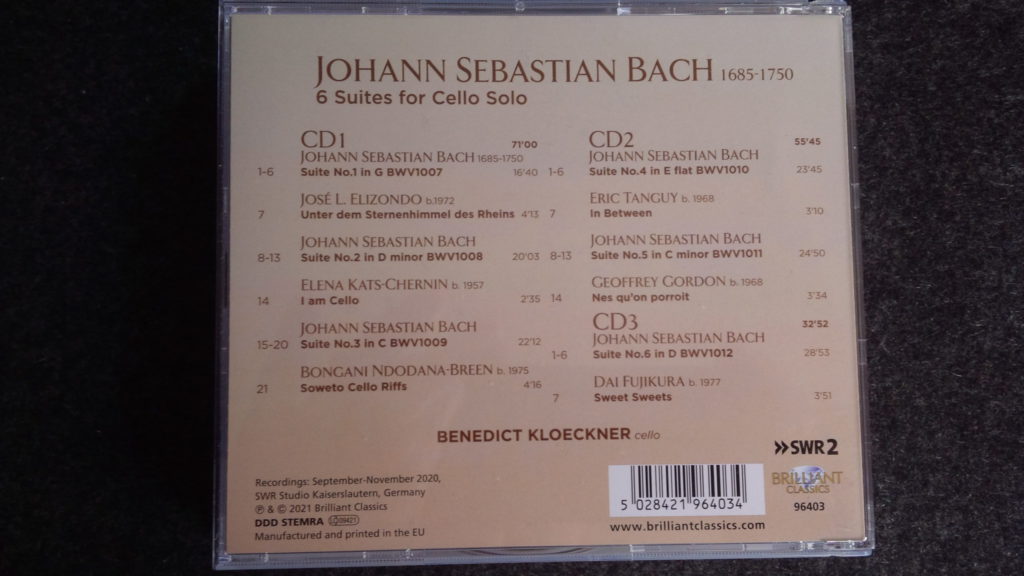 JOHANN SEBASTIAN BACH 1685-1750
6 Suites for Cello Solo
CD1 71'00
JOHANN SEBASTIAN BACH 1685-1750
1-6 Suite No.1 in G BWV1007 16'40
JOSÉ L. ELIZONDO b.1972
7 Unter dem Sternenhimmel des Rheins 4'13
JOHANN SEBASTIAN BACH
8-13 Suite No.2 in D minor BWV1008 20'03
ELENA KATS-CHERNIN b. 1957
14 I am Cello 2'35
JOHANN SEBASTIAN BACH
15-20 Suite No.3 in C BWV1009 22'12
BONGANI NDODANA-BREEN b. 1975
21 Soweto Cello Riffs 4'16
CD2 55'45
JOHANN SEBASTIAN BACH
1-6 Suite No.4 in E flat BWV1010 23'45
ERIC TANGUY b. 1968
7 In Between 3'10
JOHANN SEBASTIAN BACH
8-13 Suite No.5 in C minor BWV1011 24'50
GEOFFREY GORDON b. 1968
14 Nes qu'on porroit 3'34
CD3 32'52
JOHANN SEBASTIAN BACH
1-6 Suite No.6 in D BWV1012 28'53
DAI FUJIKURA b. 1977
7 Sweet Sweets 3'51
BENEDICT KLOECKNER cello
Recordings: September-November 2020,
SWR Studio Kaiserslautern, Germany
℗ & © 2021 Brilliant Classics
DDD STEMRA LC 09421
Manufactured and printed in the EU
5 028421 964034
www.brilliantclassics.com
SWR2
BRILLIANT
CLASSICS
96403